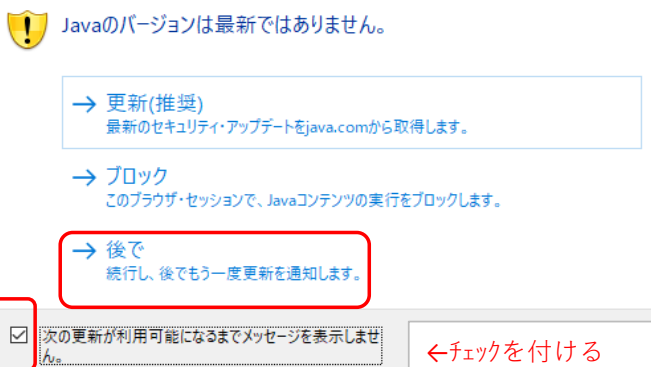 Javaのバージョンは最新ではありません。
→ 更新(推奨)
最新のセキュリティ・アップデートをjava.comから取得します。
→ ブロック
このブラウザ・セッションで、Javaコンテンツの実行をブロックします。
→ 後で
続行し、後でもう一度更新を通知します。
次の更新が利用可能になるまでメッセージを表示しませ
ん。
←チェックを付ける